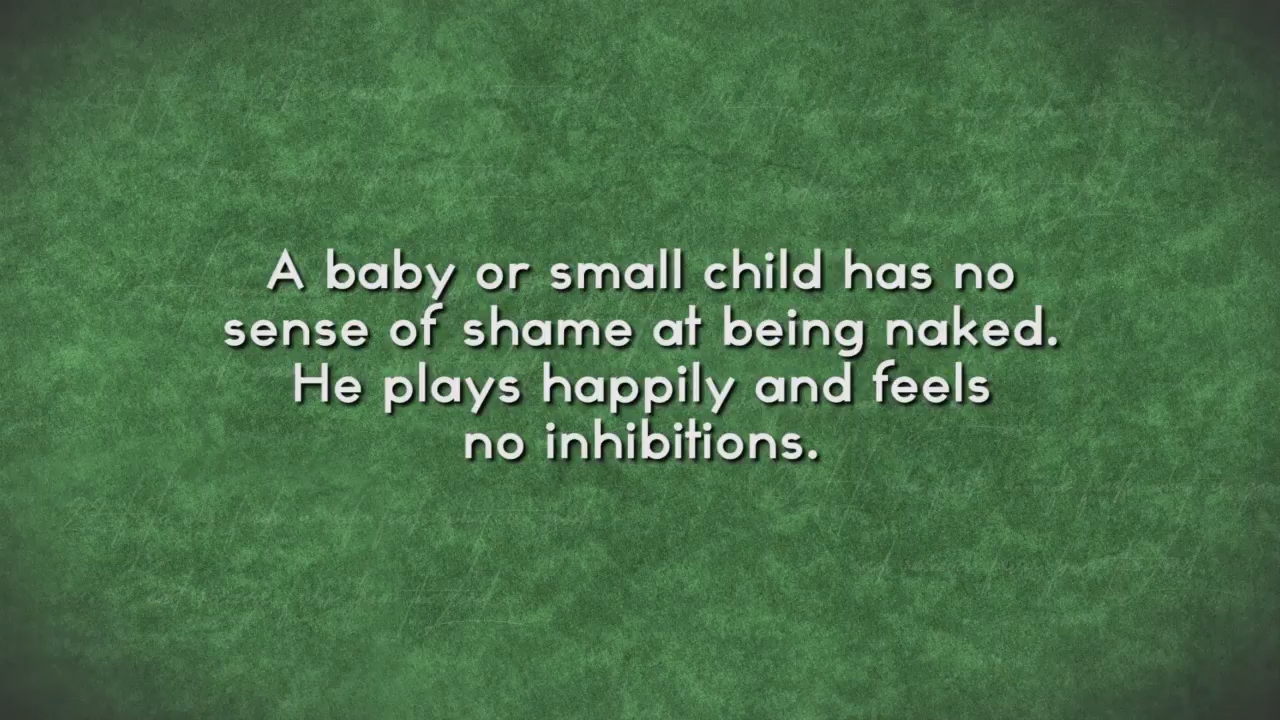 A baby or small child has no
sense of shame at being naked.
He plays happily and feels
no inhibitions.